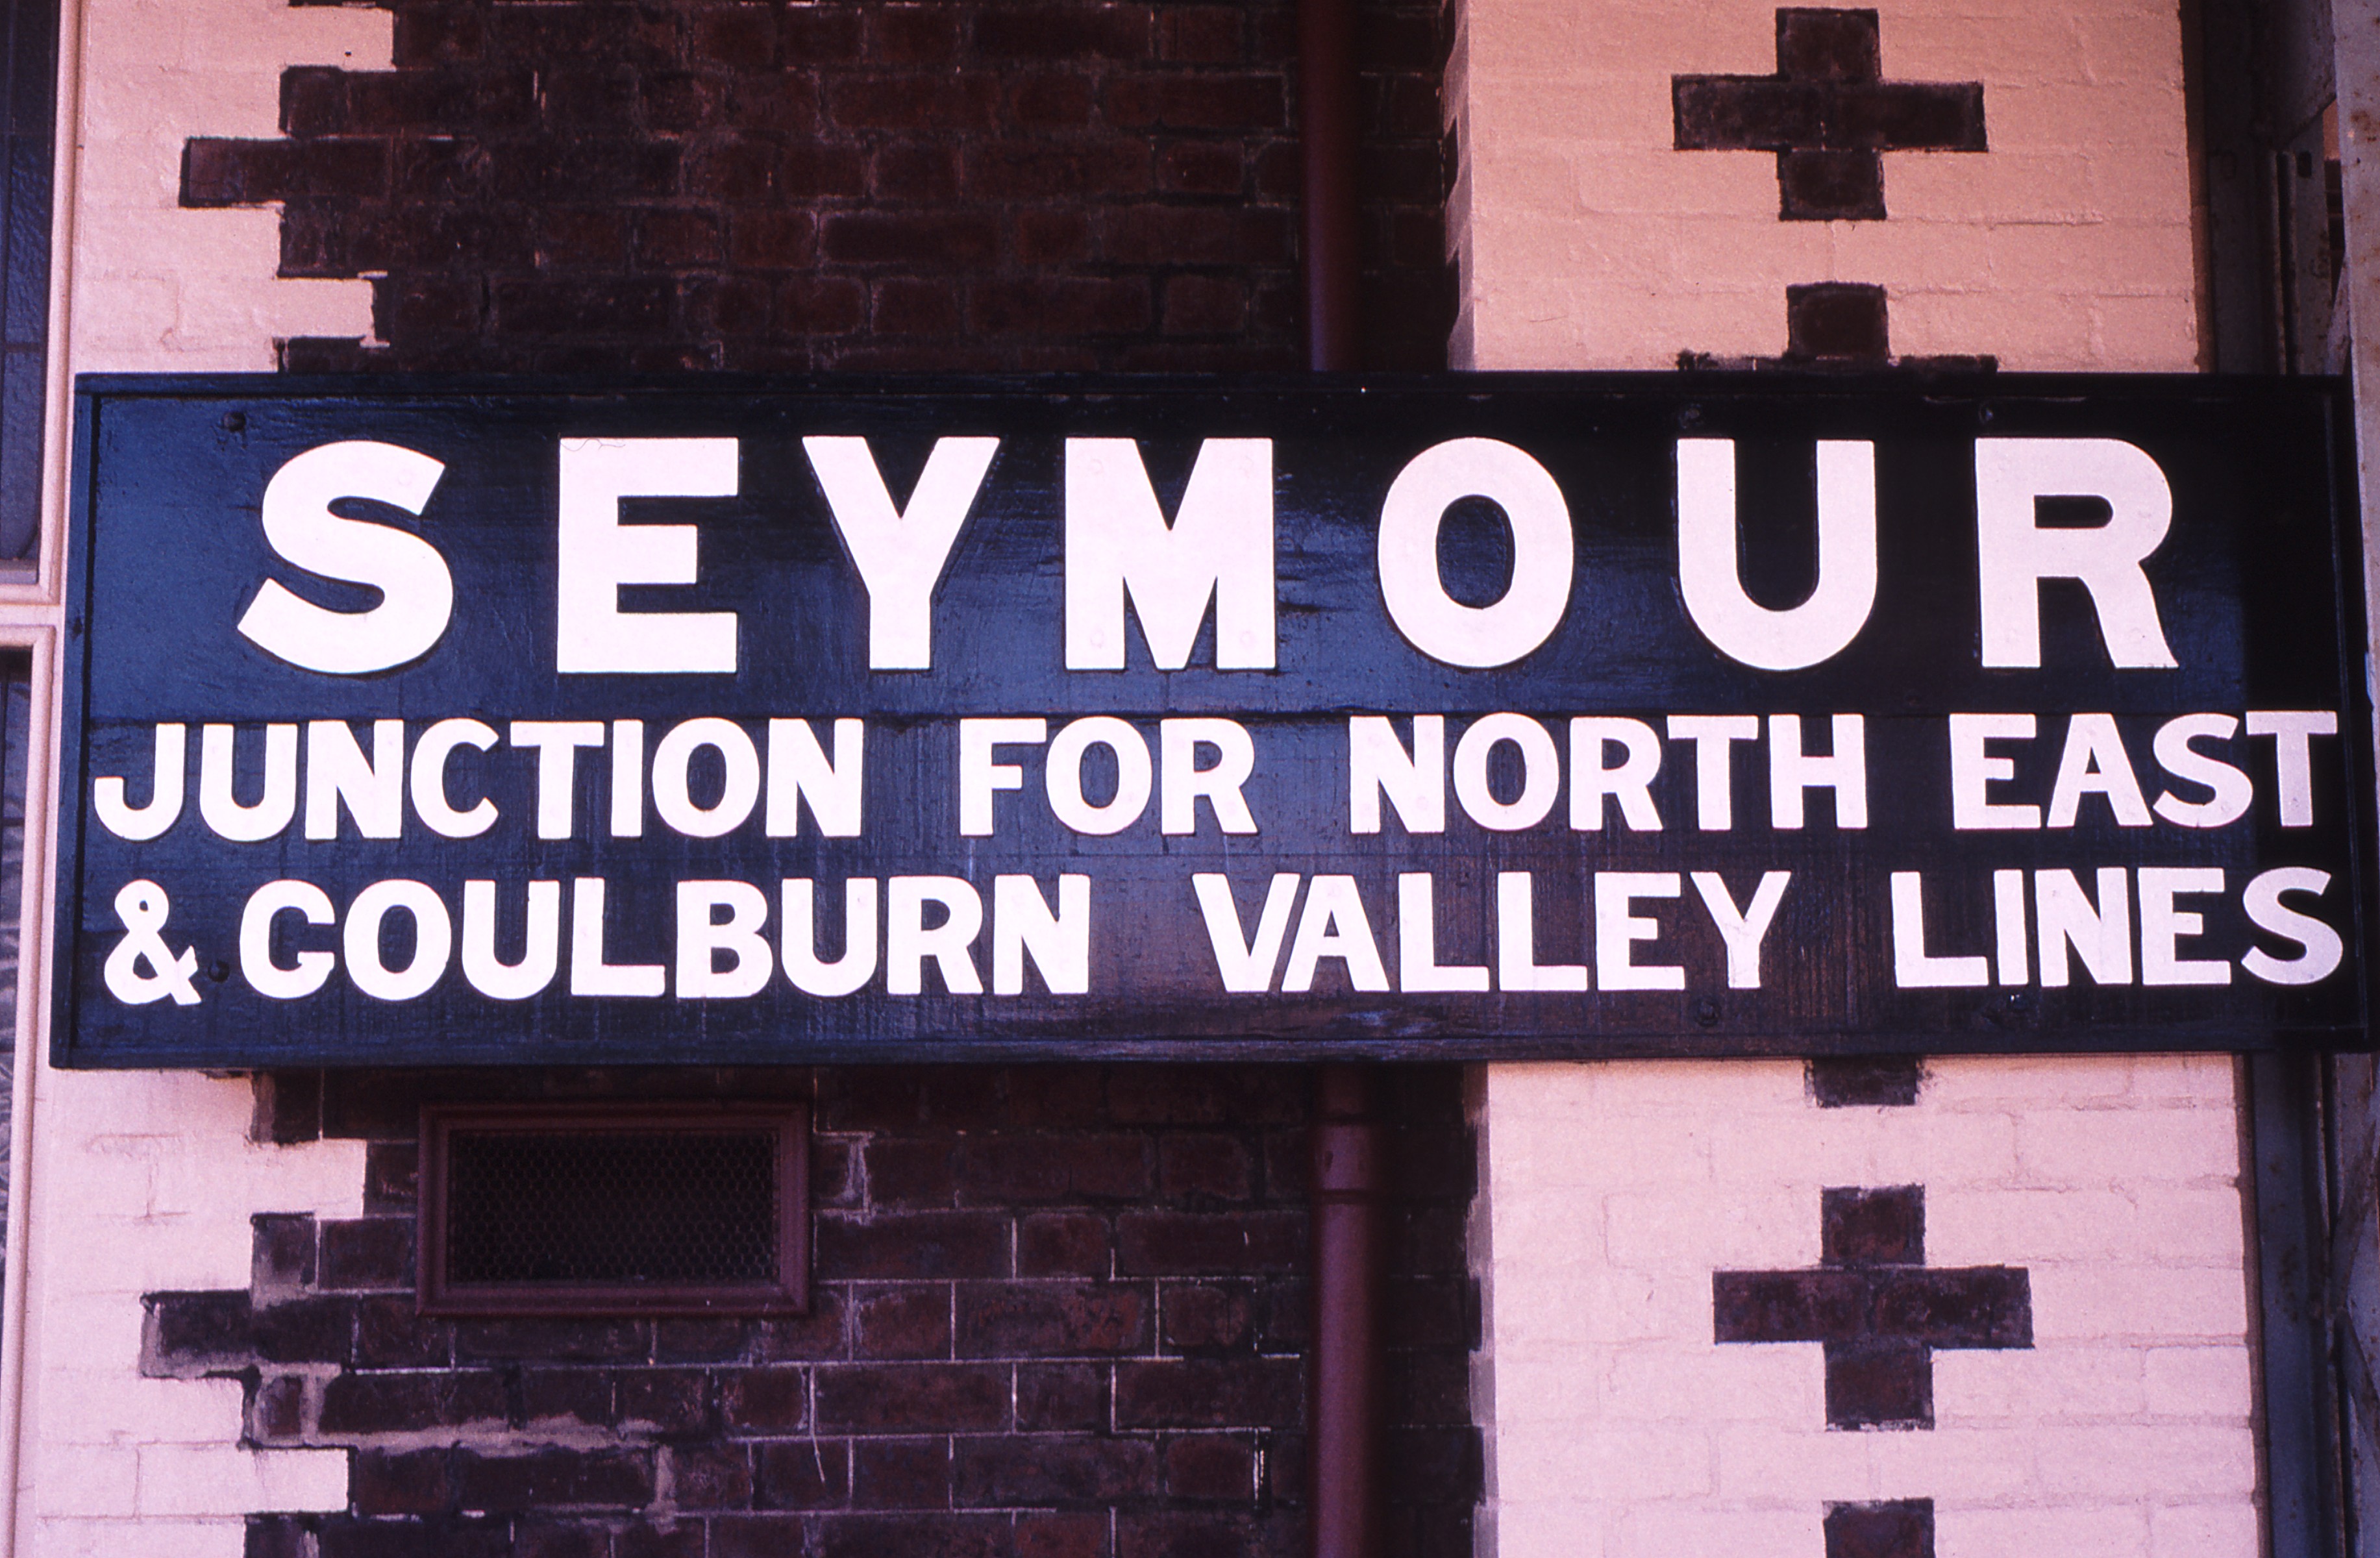 SEYMOUR
JUNCTION FOR NORTH EAST
& GOULBURN VALLEY LINES